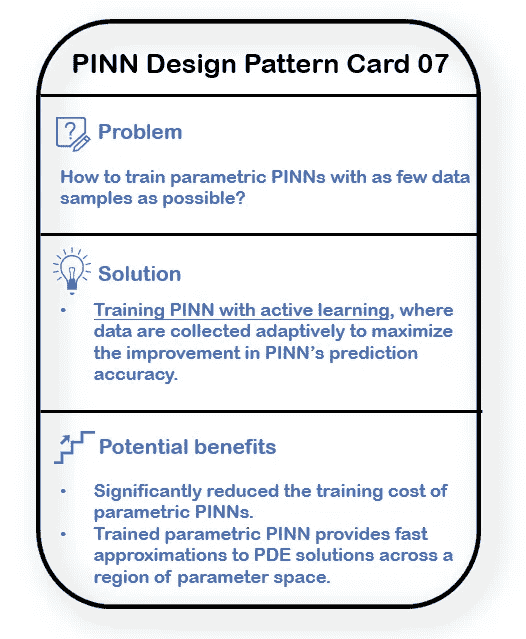 PINN Design Pattern Card 07
Problem
How to train parametric PINNs with as few data
samples as possible?
Solution
• Training PINN with active learning, where
data are collected adaptively to maximize
the improvement in PINN’s prediction
accuracy.
Potential benefits
• Significantly reduced the training cost of
parametric PINNs.
• Trained parametric PINN provides fast
approximations to PDE solutions across a
region of parameter space.